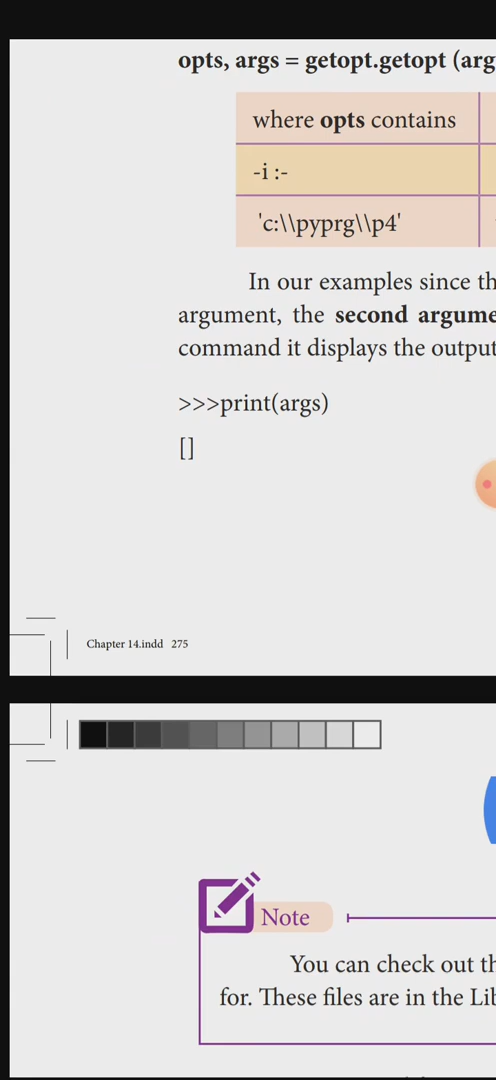 opts, args = getopt.getopt (arg
where opts contains
-i :-
'c:\\pyprg\\p4'
In our examples since th
argument, the second argume
command it displays the output
>>>print(args)
[]
Chapter 14.indd 275
Note
You can check out th
for. These files are in the Lib